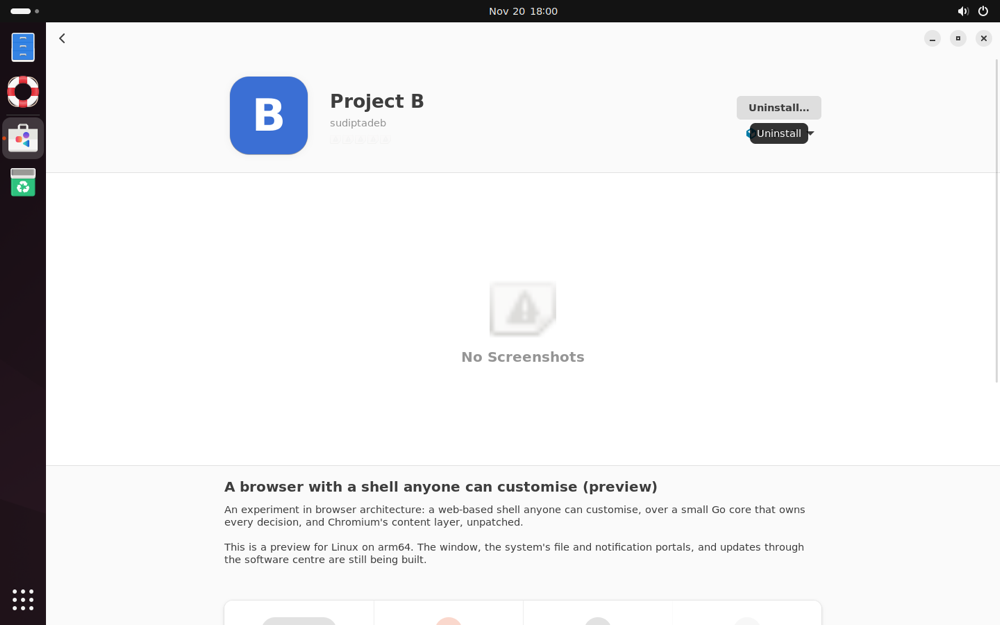 Nov 20 18:00
B
Project B
sudiptadeb
Uninstall...
Uninstall
No Screenshots
A browser with a shell anyone can customise (preview)
An experiment in browser architecture: a web-based shell anyone can customise, over a small Go core that owns
every decision, and Chromium's content layer, unpatched.
This is a preview for Linux on arm64. The window, the system's file and notification portals, and updates through
the software centre are still being built.